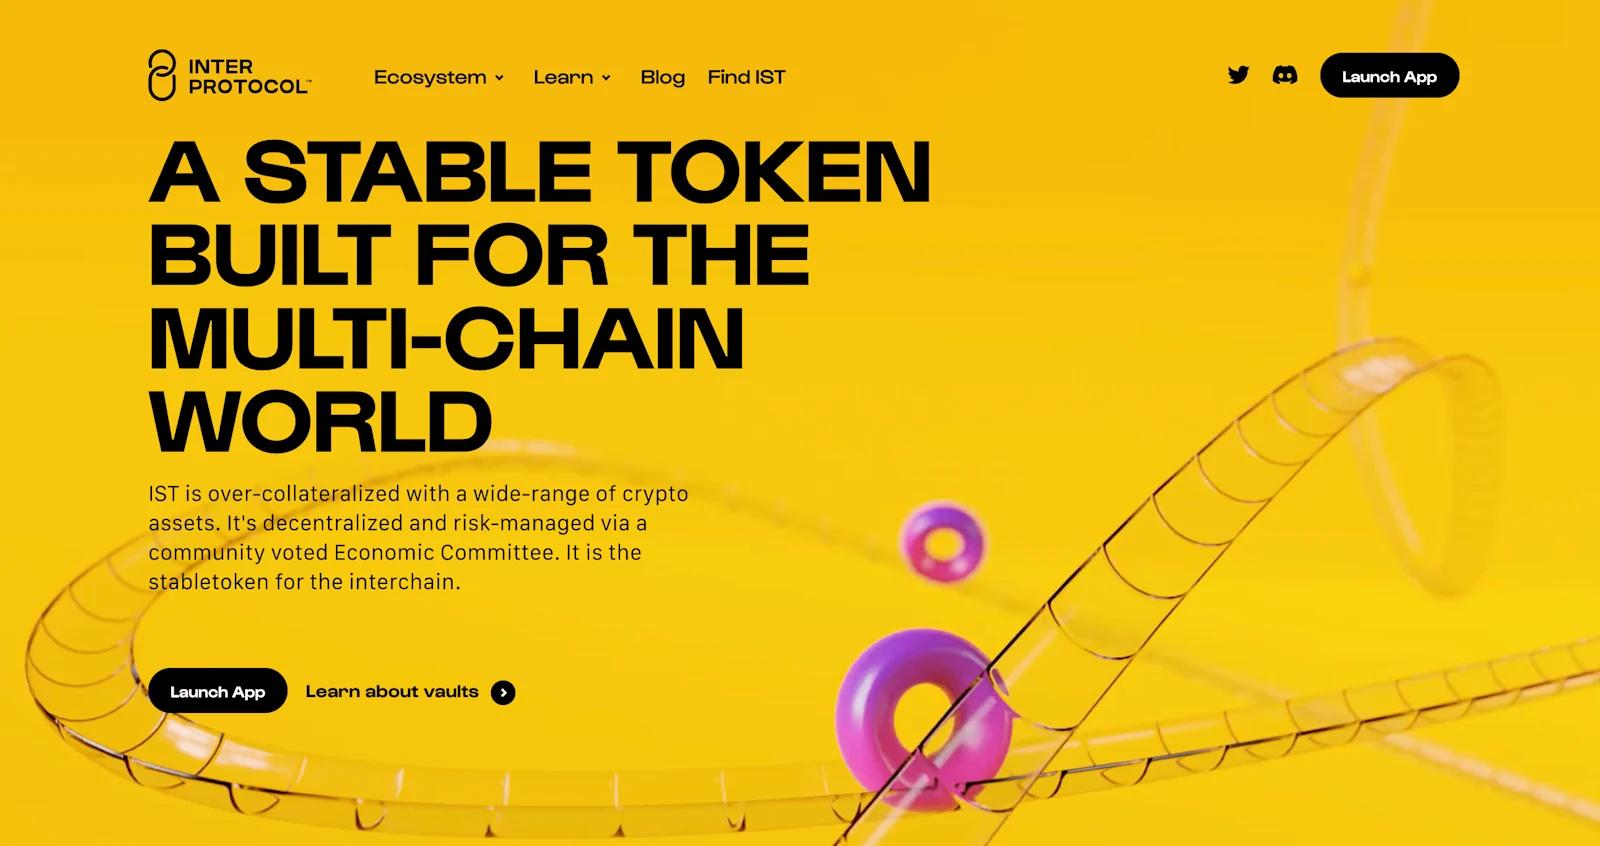 INTER
PROTOCOL™
Ecosystem
Learn
Blog
Find IST
Launch App
A STABLE TOKEN
BUILT FOR THE
MULTI-CHAIN
WORLD
IST is over-collateralized with a wide-range of crypto
assets. It's decentralized and risk-managed via a
community voted Economic Committee. It is the
stabletoken for the interchain.
Launch App
Learn about vaults